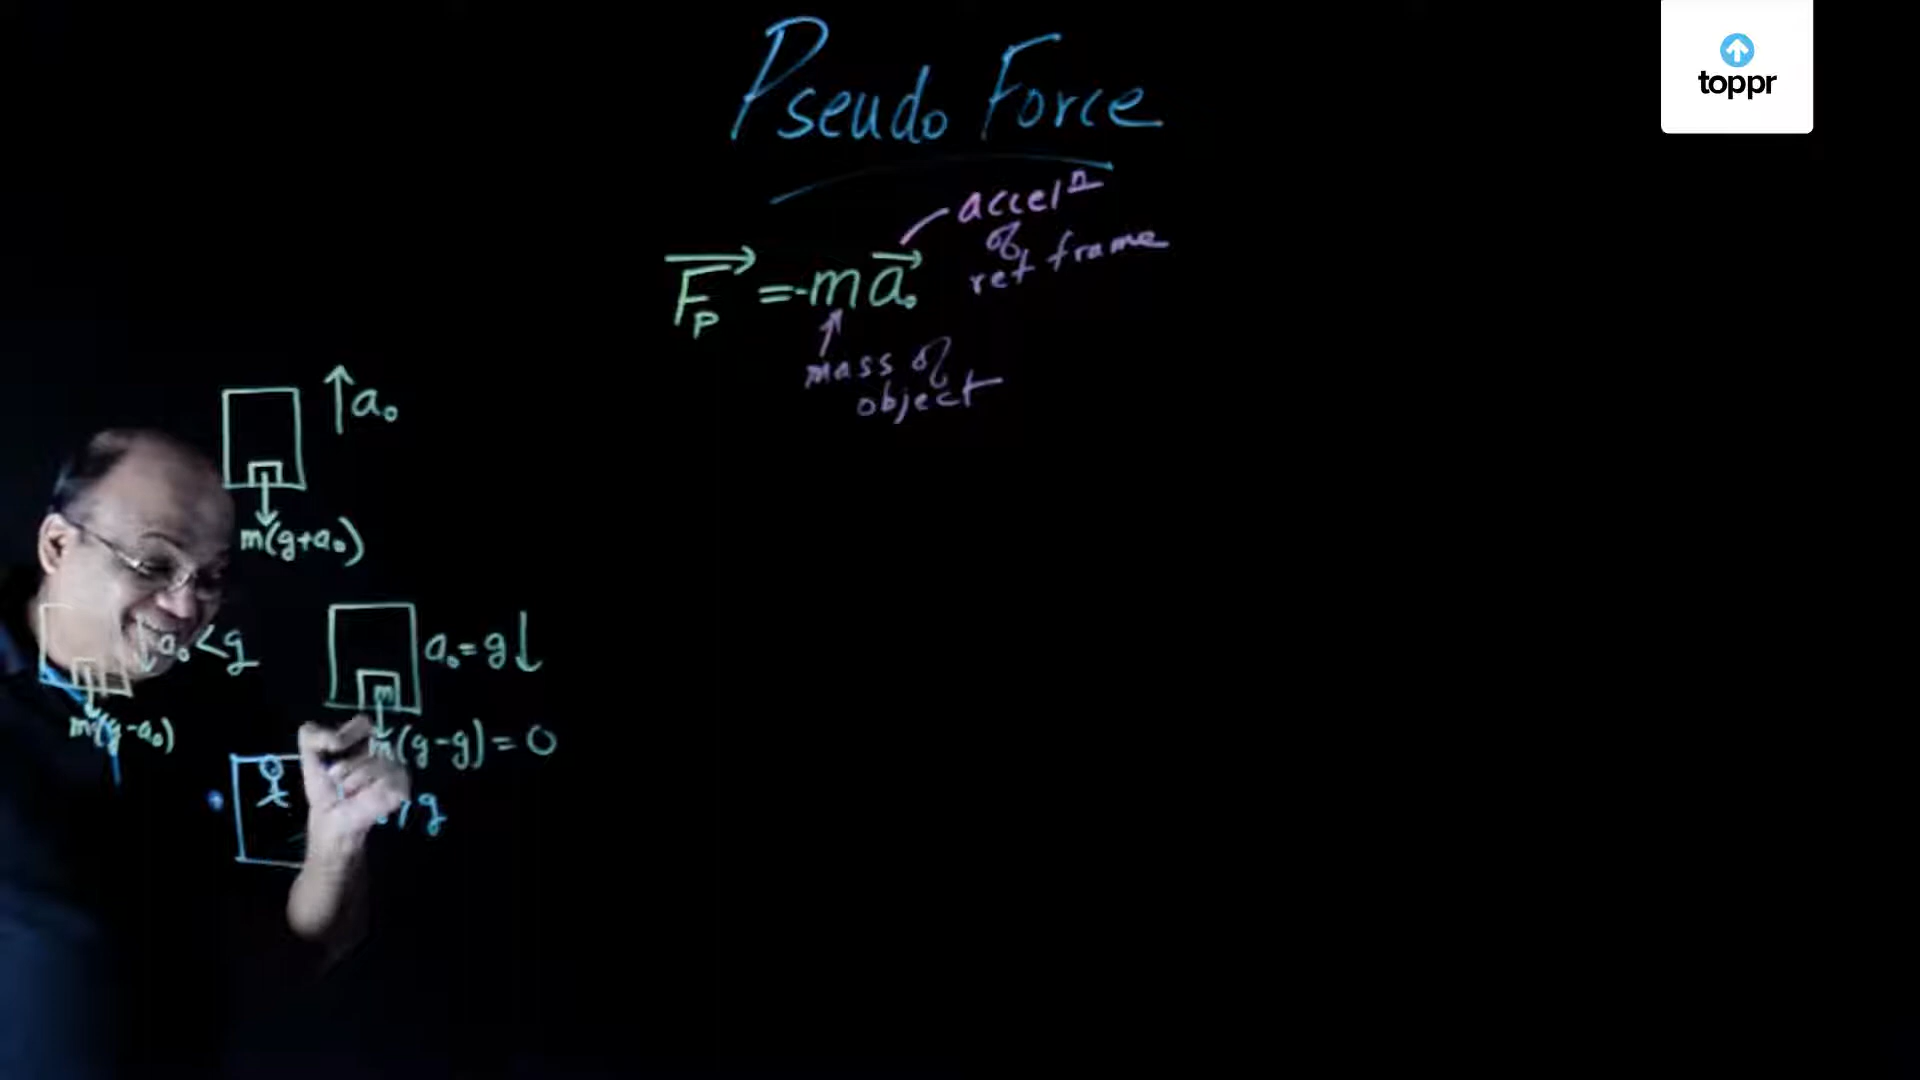 toppr
Pseudo Force
accelⁿ
of
ref frame
F⃗ₚ = -ma⃗₀
mass of
object
a₀
m(g+a₀)
a₀ < g
m(g-a₀)
a₀ = g
m
m(g-g) = 0
g